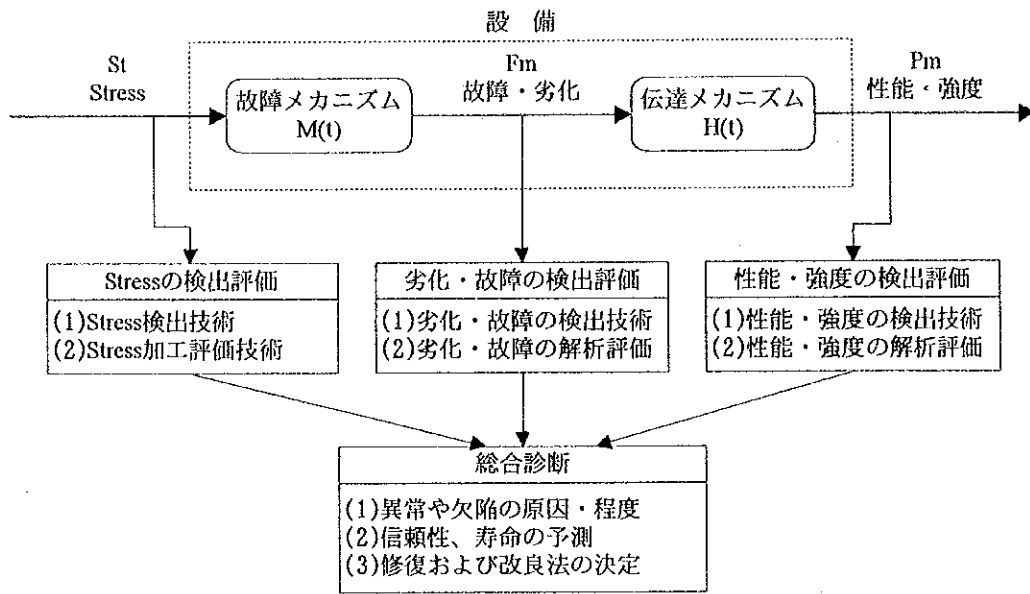 設 備
St
Stress
故障メカニズム
M(t)
Fm
故障・劣化
伝達メカニズム
H(t)
Pm
性能・強度
Stressの検出評価
(1)Stress検出技術
(2)Stress加工評価技術
劣化・故障の検出評価
(1)劣化・故障の検出技術
(2)劣化・故障の解析評価
性能・強度の検出評価
(1)性能・強度の検出技術
(2)性能・強度の解析評価
総合診断
(1)異常や欠陥の原因・程度
(2)信頼性、寿命の予測
(3)修復および改良法の決定